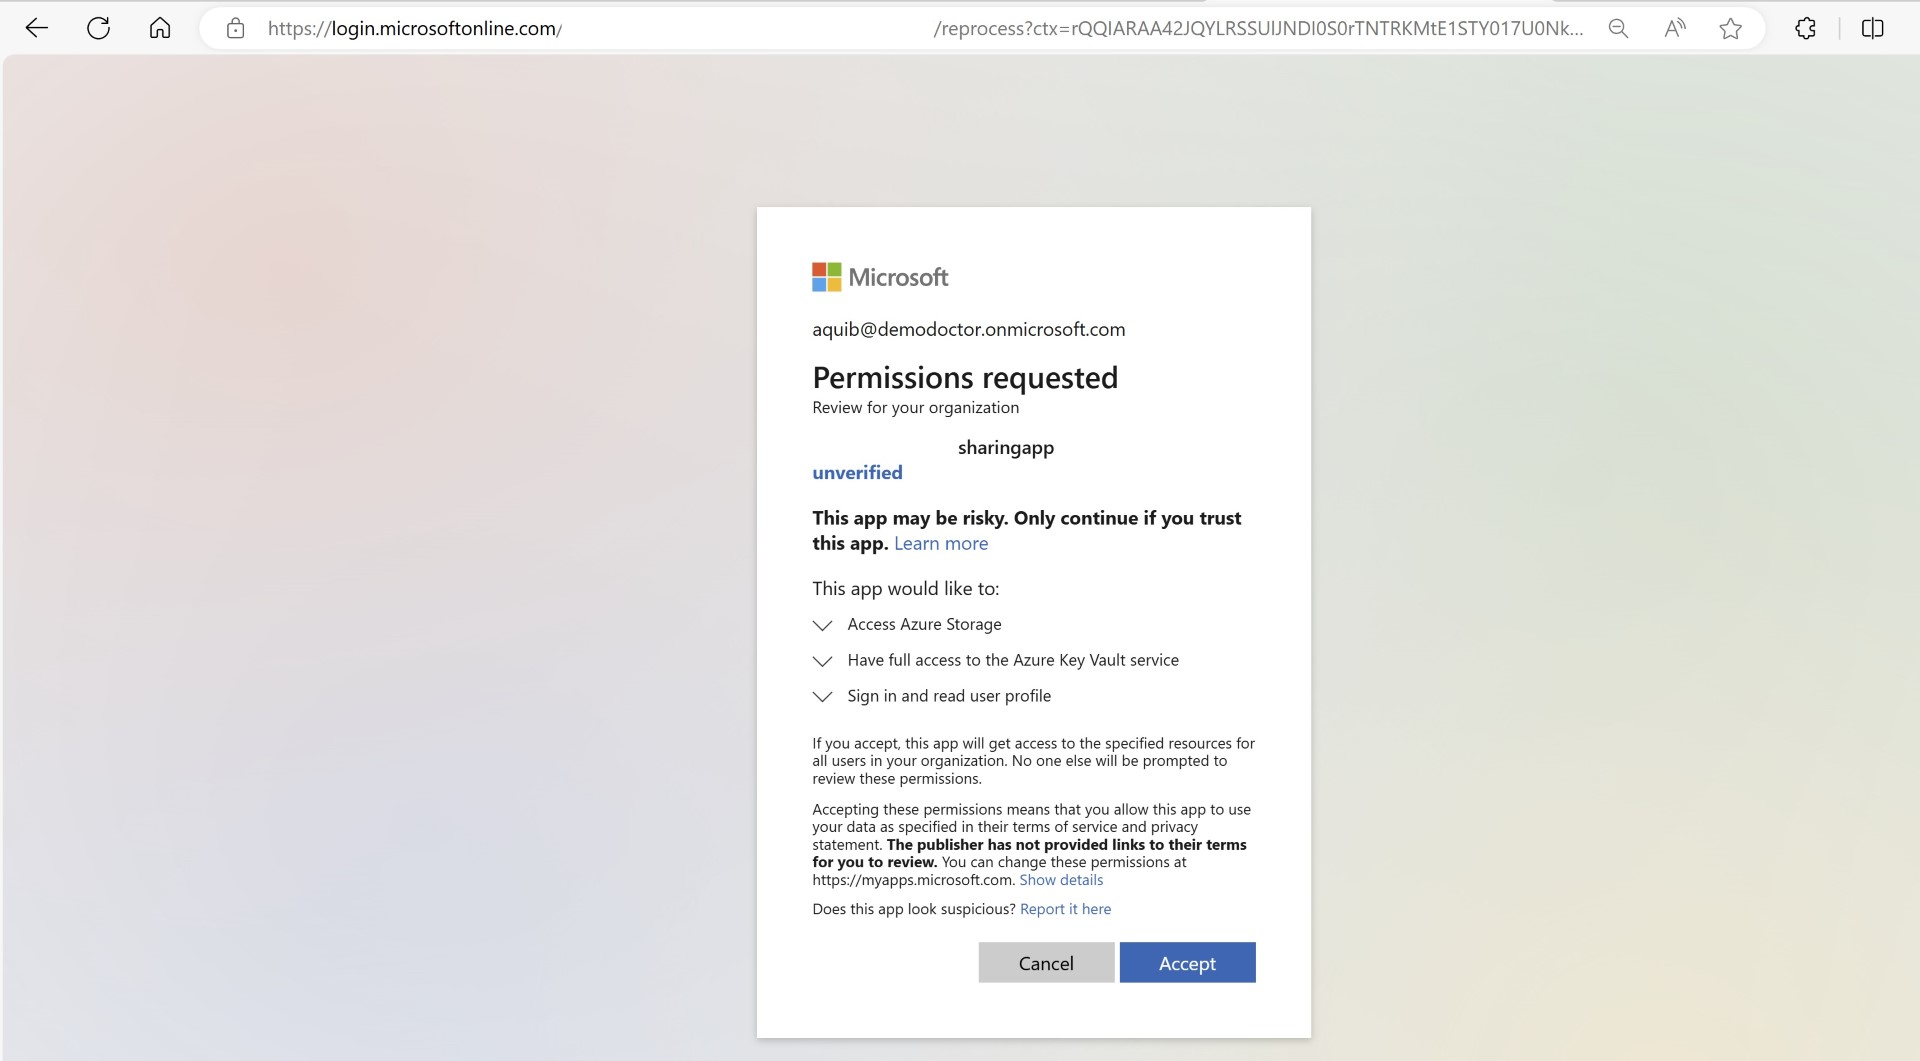 https://login.microsoftonline.com/ /reprocess?ctx=rQQIARAA42JQYLRSSUlJNDI0S0rTNTRKMtE1STY017U0Nk...
Microsoft
aquib@demodoctor.onmicrosoft.com
Permissions requested
Review for your organization
sharingapp
unverified
This app may be risky. Only continue if you trust
this app. Learn more
This app would like to:
Access Azure Storage
Have full access to the Azure Key Vault service
Sign in and read user profile
If you accept, this app will get access to the specified resources for
all users in your organization. No one else will be prompted to
review these permissions.
Accepting these permissions means that you allow this app to use
your data as specified in their terms of service and privacy
statement. The publisher has not provided links to their terms
for you to review. You can change these permissions at
https://myapps.microsoft.com. Show details
Does this app look suspicious? Report it here
Cancel Accept